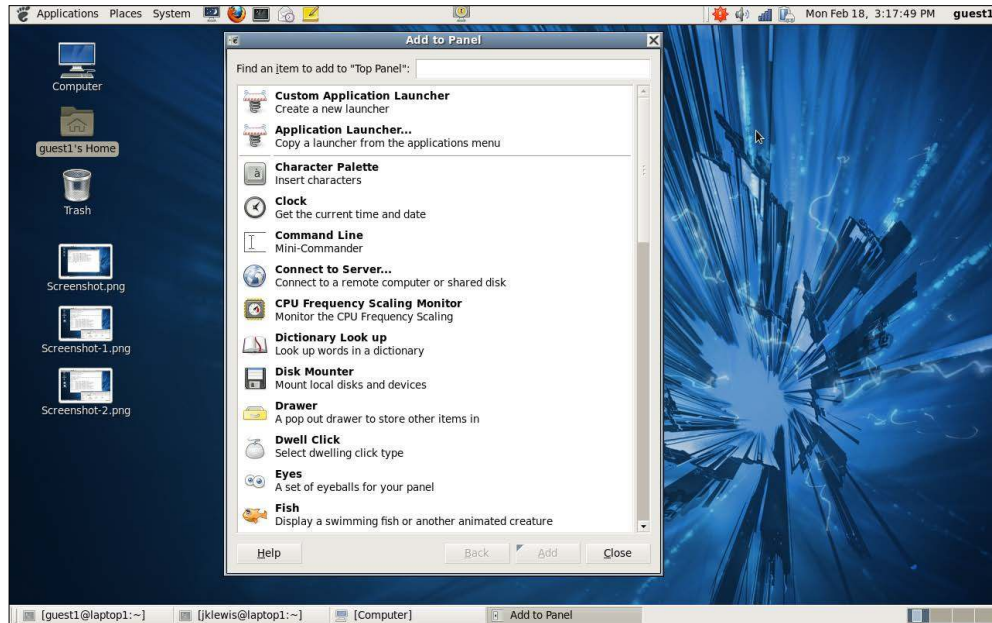 Applications Places System
Mon Feb 18, 3:17:49 PM guest1
Computer
guest1's Home
Trash
Screenshot.png
Screenshot-1.png
Screenshot-2.png
Add to Panel
Find an item to add to "Top Panel":
Custom Application Launcher
Create a new launcher
Application Launcher...
Copy a launcher from the applications menu
Character Palette
Insert characters
Clock
Get the current time and date
Command Line
Mini-Commander
Connect to Server...
Connect to a remote computer or shared disk
CPU Frequency Scaling Monitor
Monitor the CPU Frequency Scaling
Dictionary Look up
Look up words in a dictionary
Disk Mounter
Mount local disks and devices
Drawer
A pop out drawer to store other items in
Dwell Click
Select dwelling click type
Eyes
A set of eyeballs for your panel
Fish
Display a swimming fish or another animated creature
Help Back Add Close
[guest1@laptop1:~] [jklewis@laptop1:~] [Computer] Add to Panel